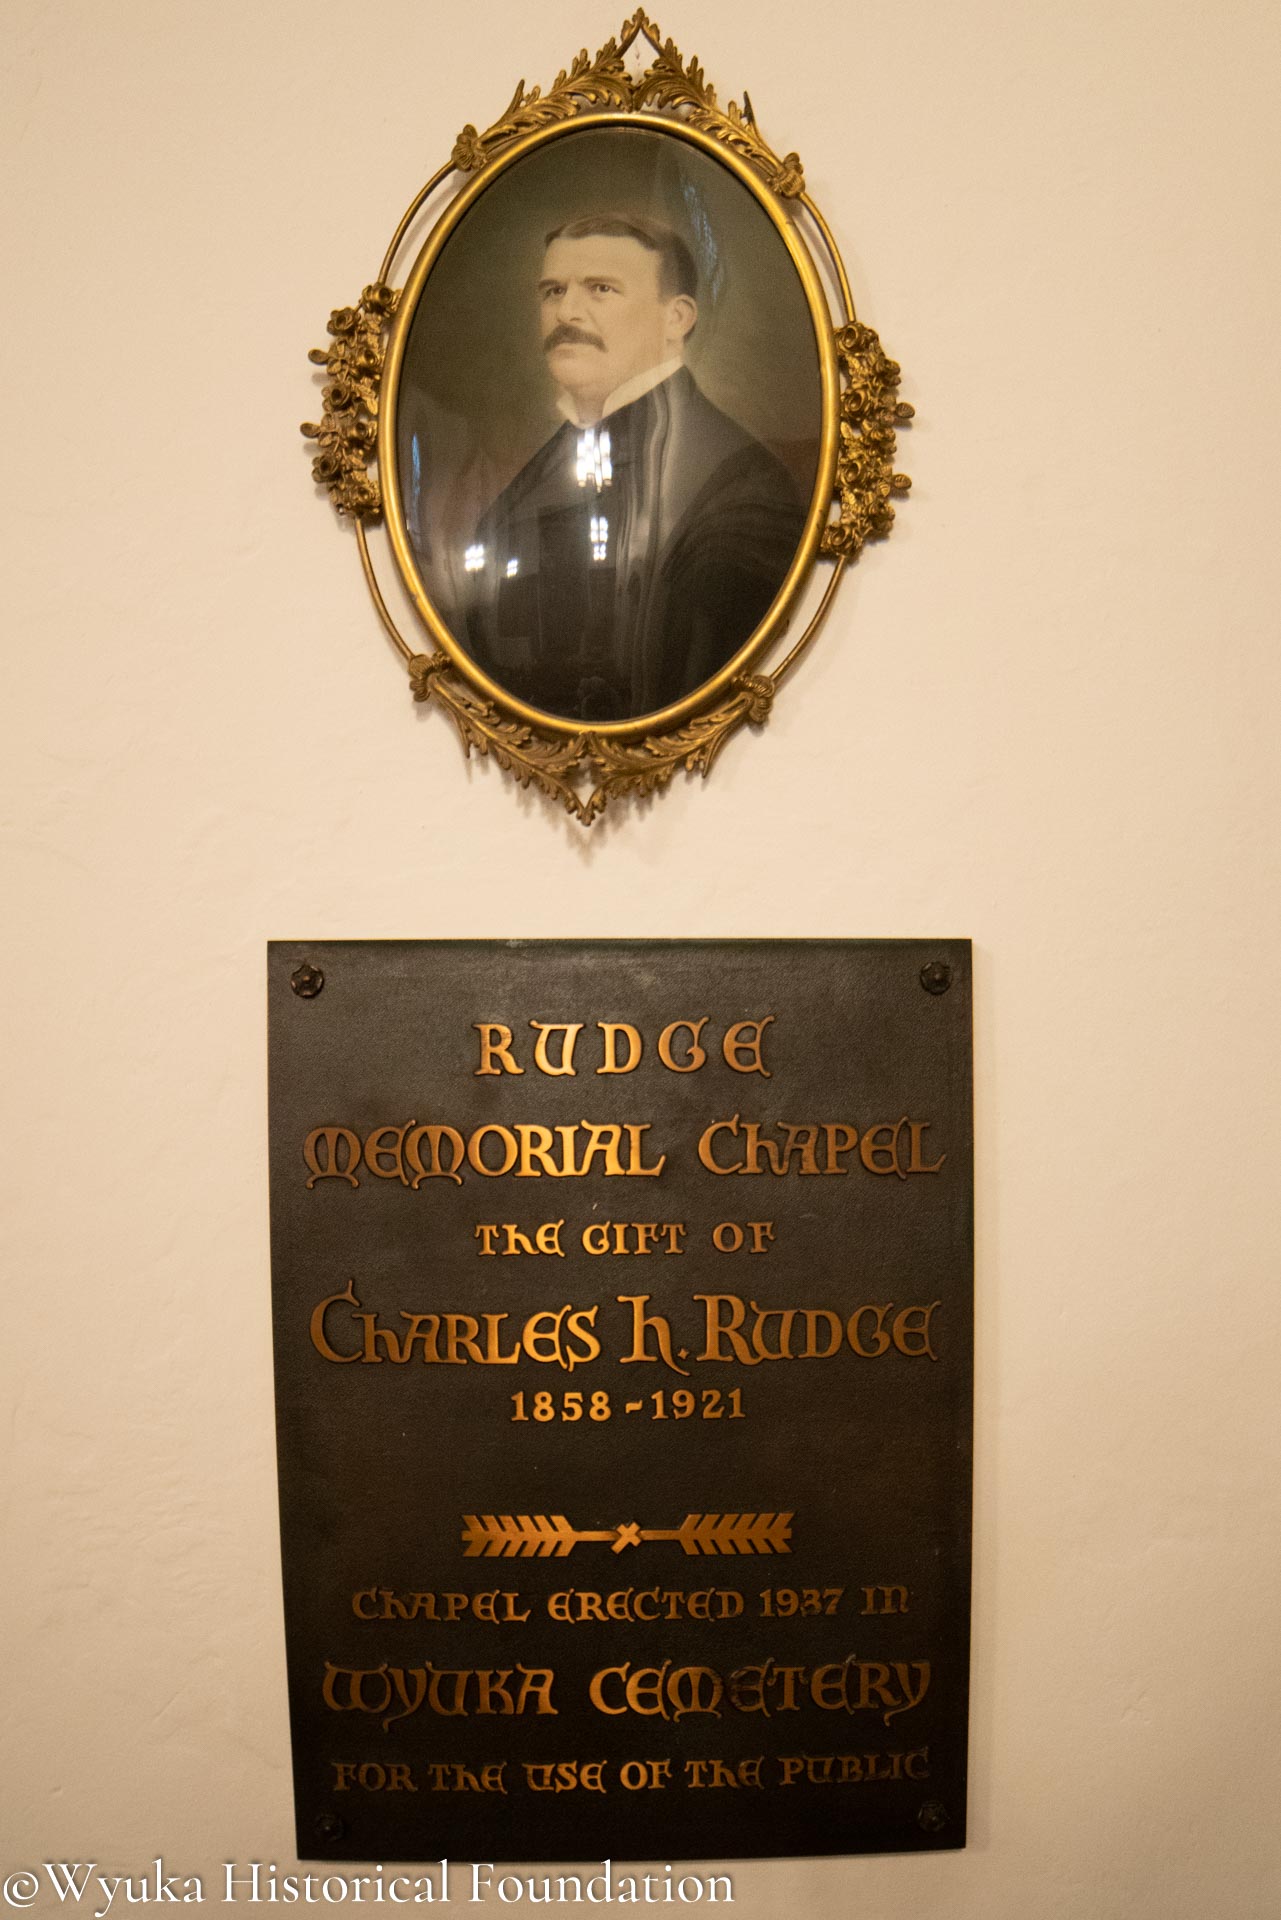 RUDGE
MEMORIAL ChAPEL
ThE GIFT OF
ChARLES h. RUDGE
1858~1921
ChAPEL ERECTED 1937 IN
WYUKA CEMETERY
FOR ThE USE OF ThE PUBLIC
©Wyuka Historical Foundation